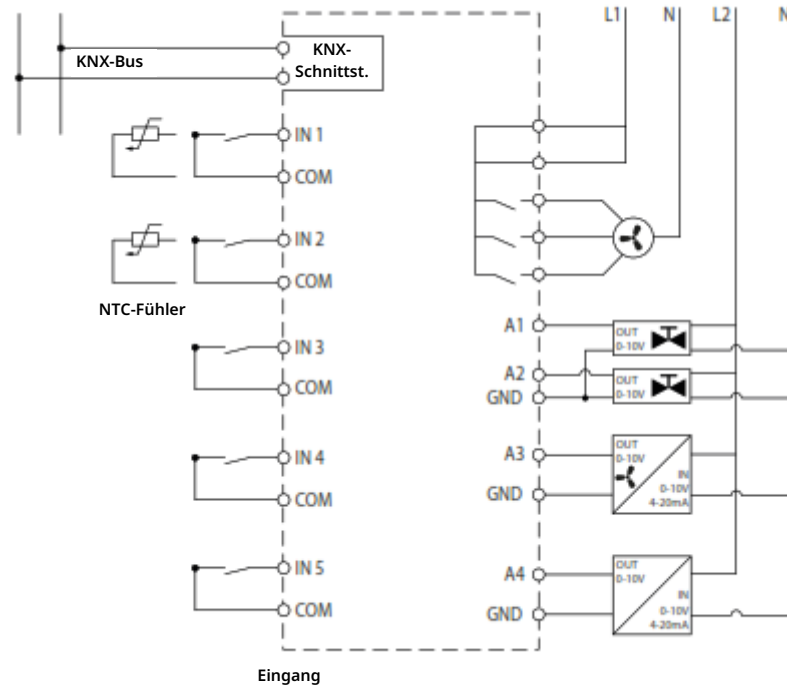 L1 N L2 N
KNX-Bus
KNX-
Schnittst.
IN 1
COM
IN 2
COM
NTC-Fühler
IN 3
COM
IN 4
COM
IN 5
COM
A1
OUT
0-10V
A2
GND
OUT
0-10V
A3
GND
OUT
0-10V
IN
0-10V
4-20mA
A4
GND
OUT
0-10V
IN
0-10V
4-20mA
Eingang